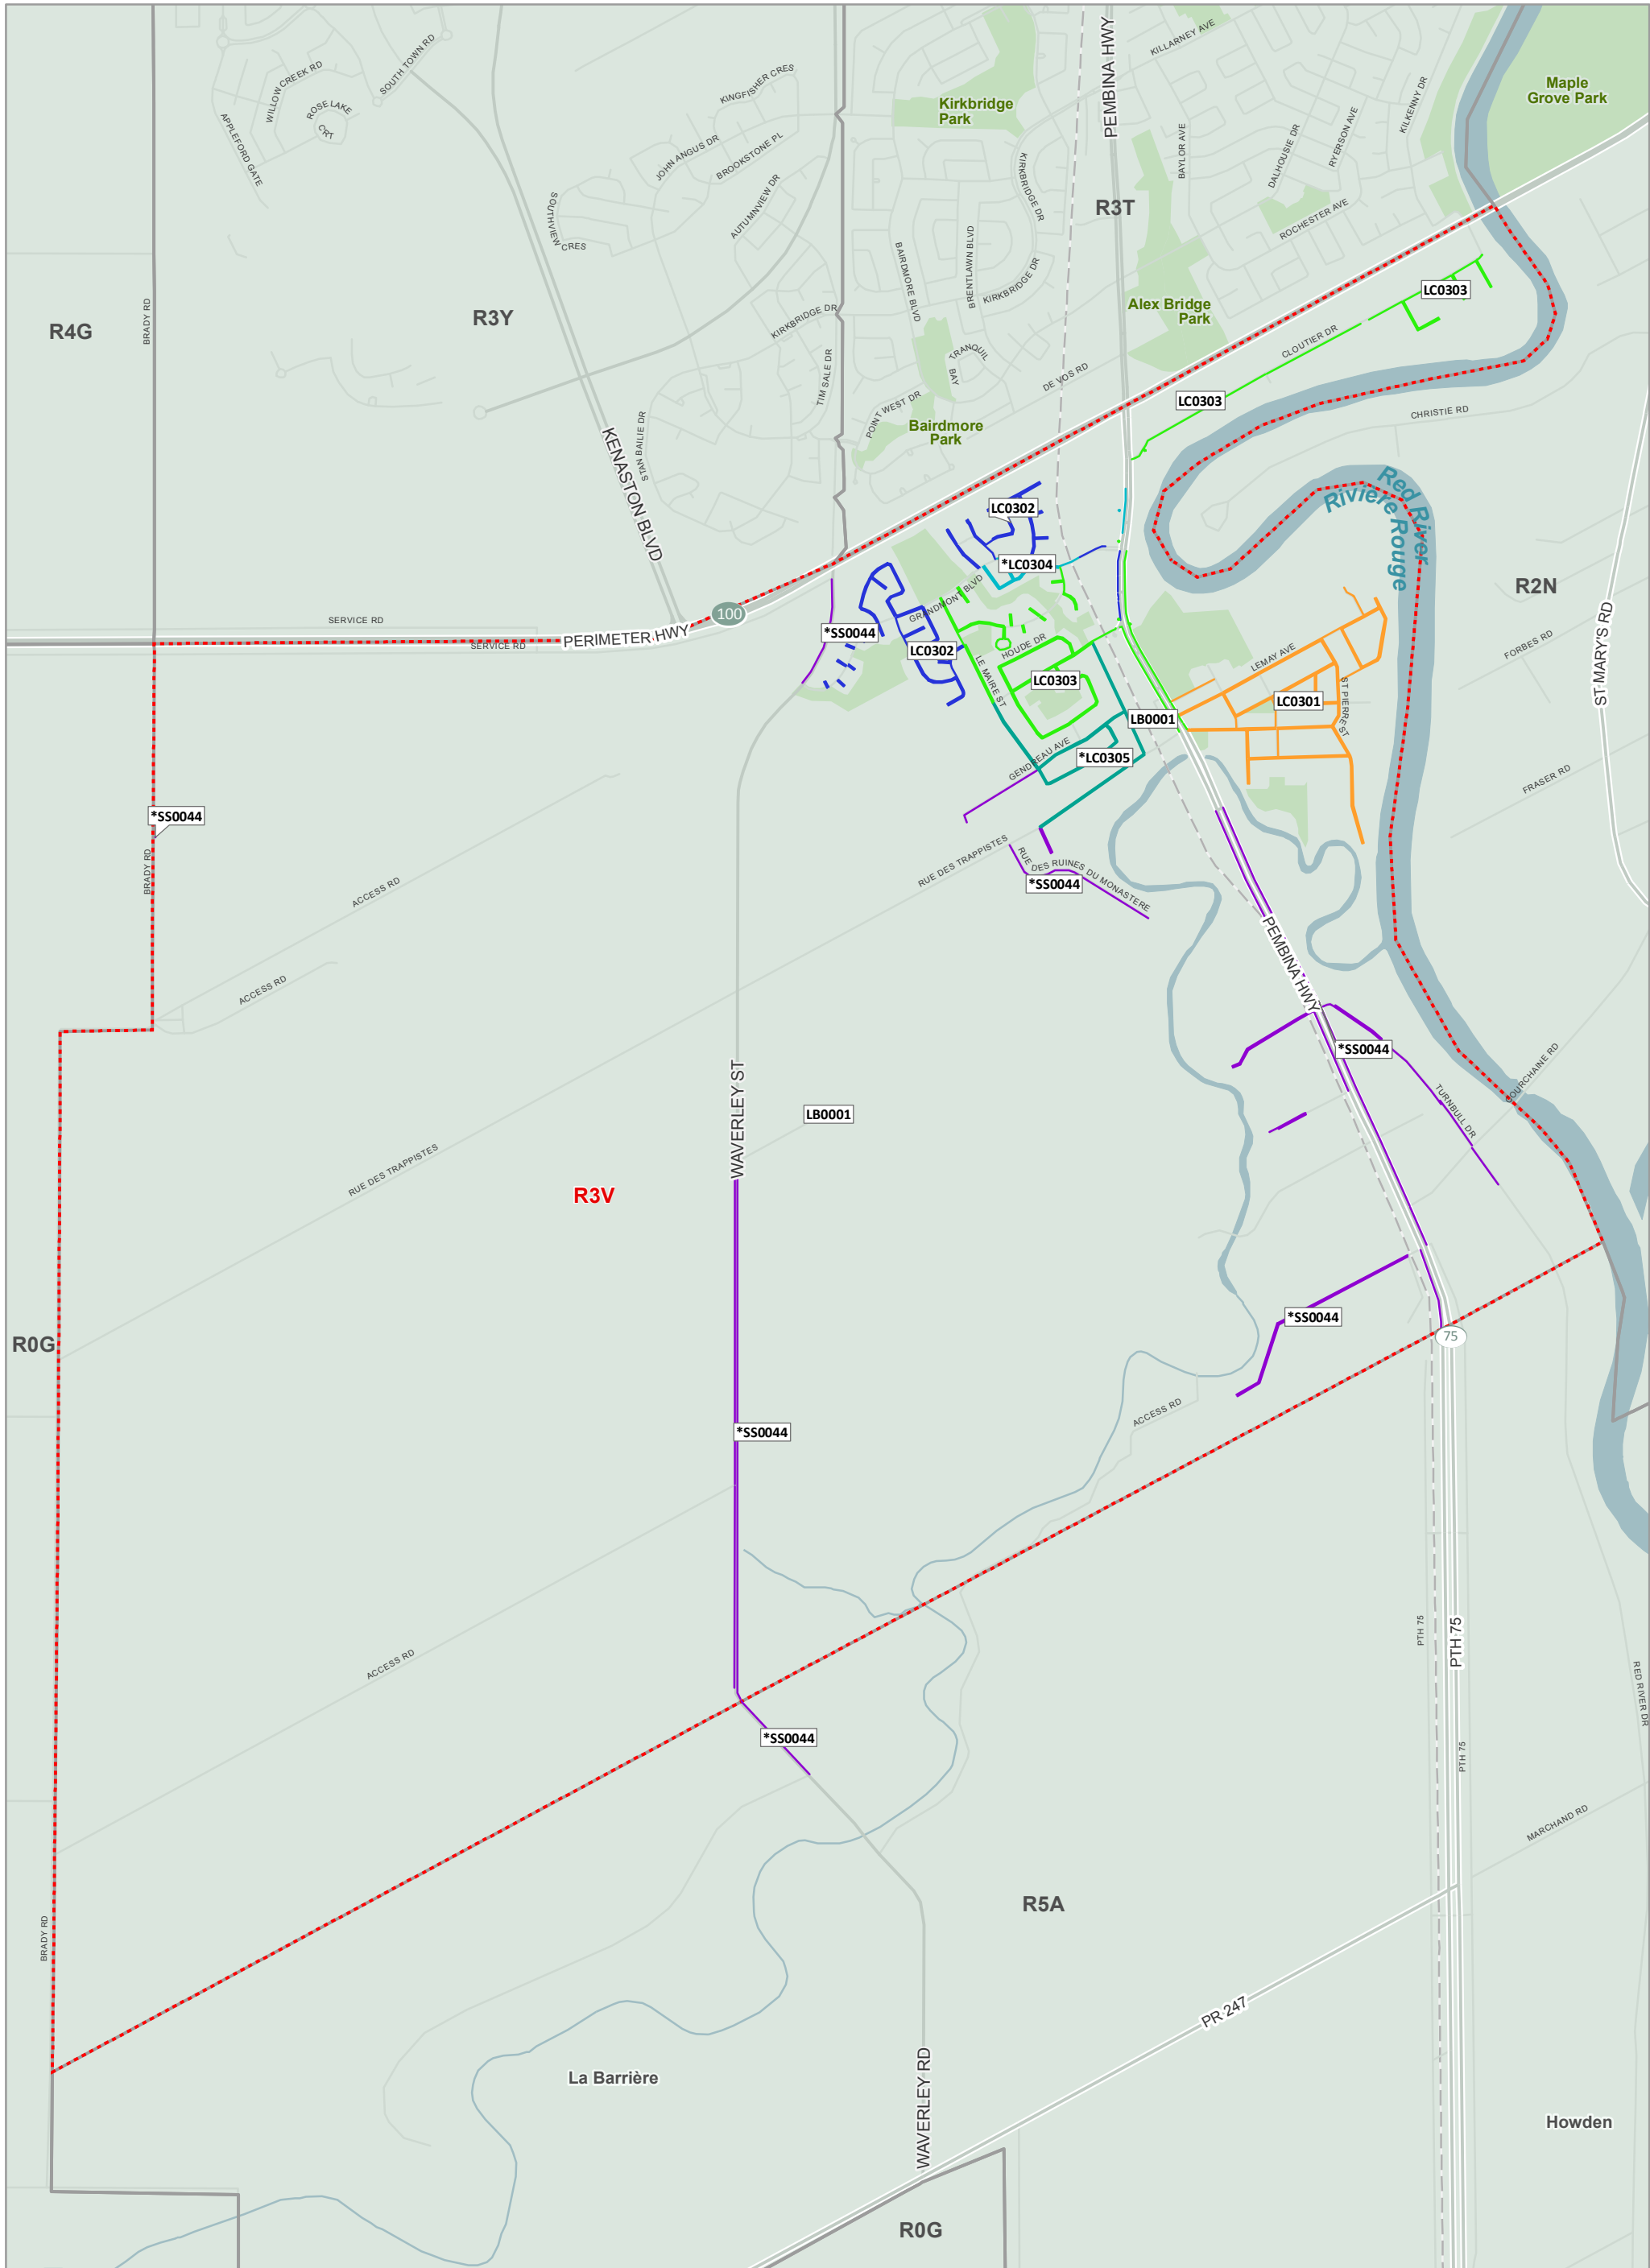 WILLOW CREEK RD
SOUTH TOWN RD
ROSE LAKE
CRT
APPLEFORD GATE
KINGFISHER CRES
JOHN ANGUS DR
BROOKSTONE PL
AUTUMNVIEW DR
SOUTHVIEW
CRES
Kirkbridge
Park
PEMBINA HWY
KILLARNEY AVE
Maple
Grove Park
KILKENNY DR
RYERSON AVE
DALHOUSIE DR
BAYLOR AVE
KIRKBRIDGE DR
R3T
ROCHESTER AVE
BAIRDMORE BLVD
BRENTLAWN BLVD
KIRKBRIDGE DR
LC0303
BRADY RD
R4G
R3Y
KIRKBRIDGE DR
Alex Bridge
Park
CLOUTIER DR
TRANQUIL
BAY
TIM SALE DR
DE VOS RD
POINT WEST DR
LC0303
CHRISTIE RD
Bairdmore
Park
STAN BAILIE DR
KENASTON BLVD
Red River
Rivière Rouge
LC0302
*LC0304
R2N
GRANDMONT BLVD
100
SERVICE RD
PERIMETER HWY
SERVICE RD
*SS0044
LC0302
HOUDE DR
LE MAIRE ST
LC0303
LEMAY AVE
ST PIERRE ST
LC0301
FORBES RD
ST MARY'S RD
LB0001
GENDREAU AVE
*LC0305
FRASER RD
*SS0044
BRADY RD
ACCESS RD
RUE DES TRAPPISTES
RUE
DES RUINES DU MONASTERE
*SS0044
PEMBINA HWY
ACCESS RD
*SS0044
COURCHAINE RD
TURNBULL DR
WAVERLEY ST
LB0001
RUE DES TRAPPISTES
R3V
*SS0044
75
R0G
ACCESS RD
*SS0044
ACCESS RD
PTH 75
PTH 75
RED RIVER DR
*SS0044
PTH 75
MARCHAND RD
R5A
BRADY RD
PR 247
La Barrière
WAVERLEY RD
Howden
R0G